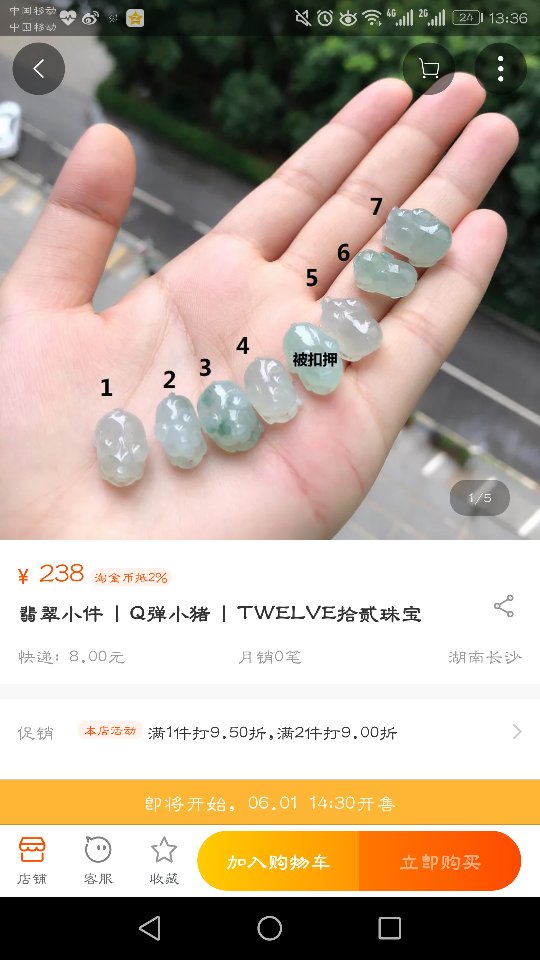 中国移动
中国移动
4G 2G 24 13:36
7
6
5
4
3
2
1
被扣押
1/5
¥ 238 淘金币抵2%
翡翠小件 | Q弹小猪 | TWELVE拾贰珠宝
快递: 8.00元 月销0笔 湖南长沙
促销 本店活动 满1件打9.50折,满2件打9.00折
即将开始，06.01 14:30开售
店铺 客服 收藏 加入购物车 立即购买